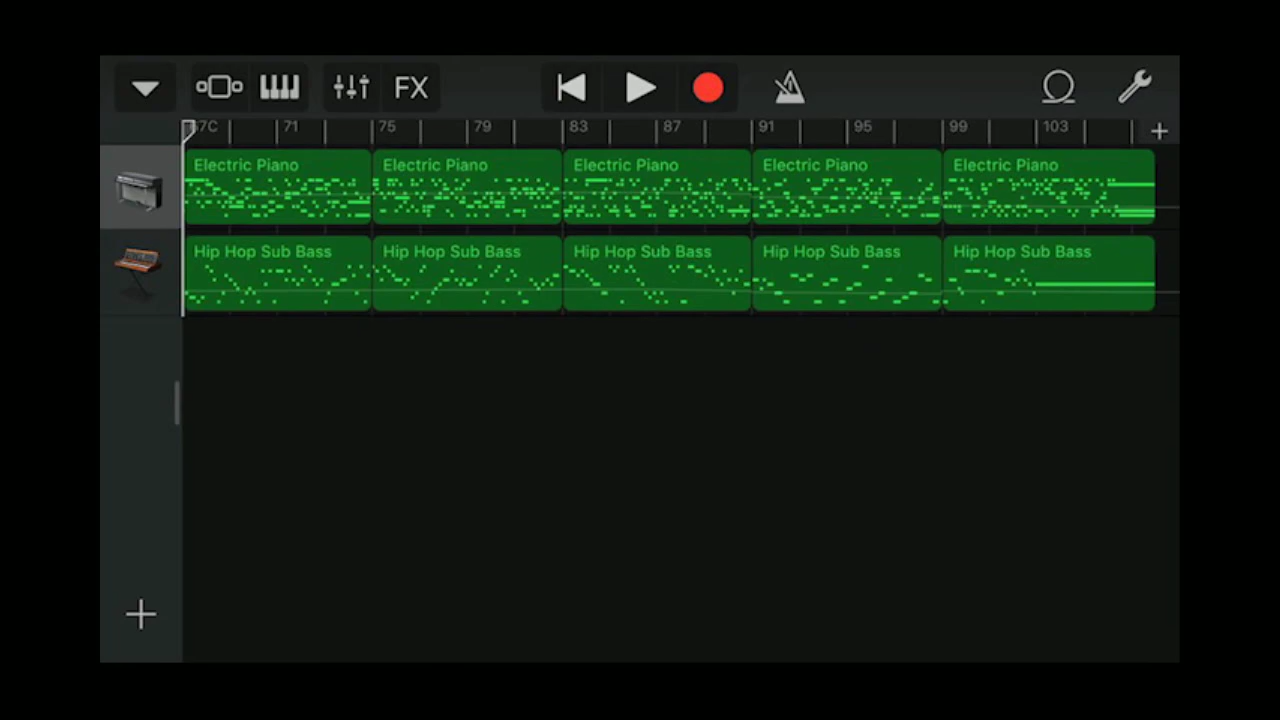 FX
67C 71 75 79 83 87 91 95 99 103
Electric Piano Electric Piano Electric Piano Electric Piano Electric Piano
Hip Hop Sub Bass Hip Hop Sub Bass Hip Hop Sub Bass Hip Hop Sub Bass Hip Hop Sub Bass